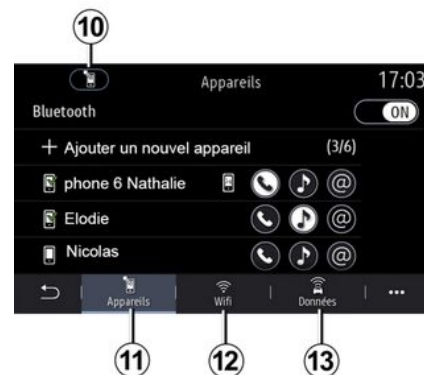 10
Appareils 17:03
Bluetooth ON
+ Ajouter un nouvel appareil (3/6)
phone 6 Nathalie @
Elodie @
Nicolas @
Appareils Wifi Données ...
11 12 13